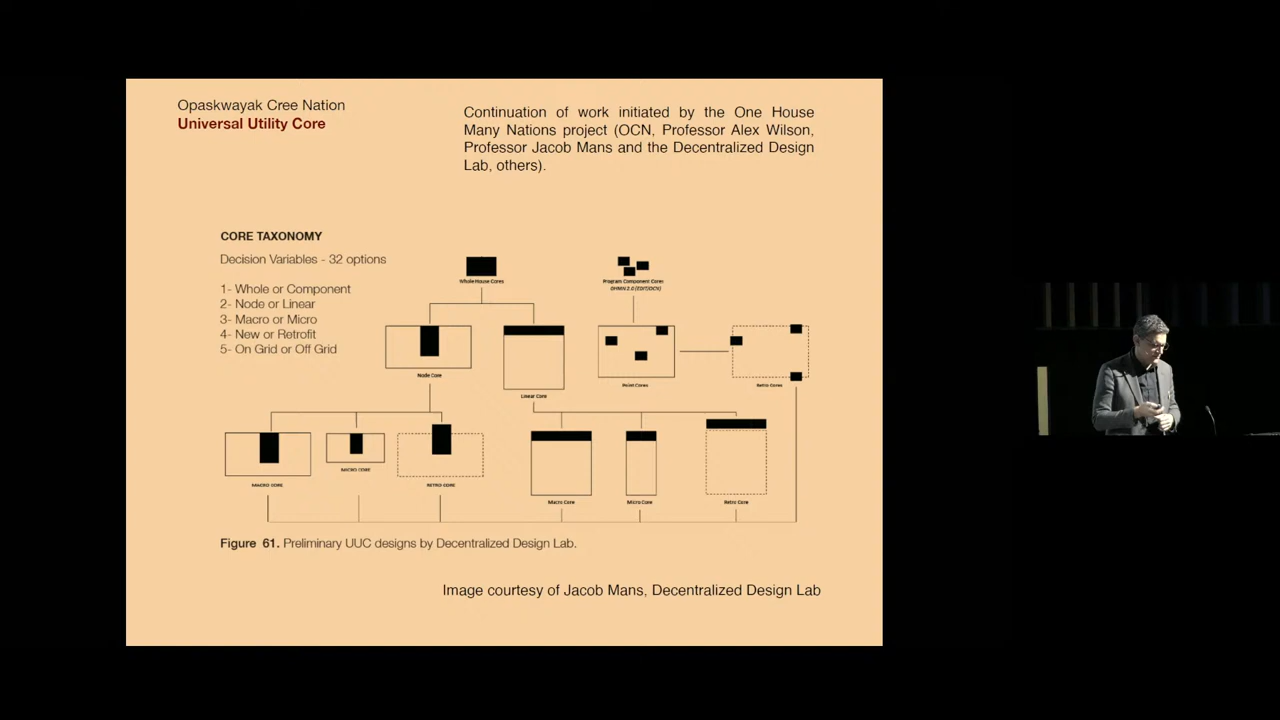 Opaskwayak Cree Nation
Universal Utility Core
Continuation of work initiated by the One House
Many Nations project (OCN, Professor Alex Wilson,
Professor Jacob Mans and the Decentralized Design
Lab, others).
CORE TAXONOMY
Decision Variables - 32 options
1- Whole or Component
2- Node or Linear
3- Macro or Micro
4- New or Retrofit
5- On Grid or Off Grid
Whole House Cores
Program Component Cores
OHMN 2.0 (EDIT/OCN)
Node Core
Linear Core
Point Cores
Retro Cores
MACRO CORE
MICRO CORE
RETRO CORE
Macro Core
Micro Core
Retro Core
Figure 61. Preliminary UUC designs by Decentralized Design Lab.
Image courtesy of Jacob Mans, Decentralized Design Lab